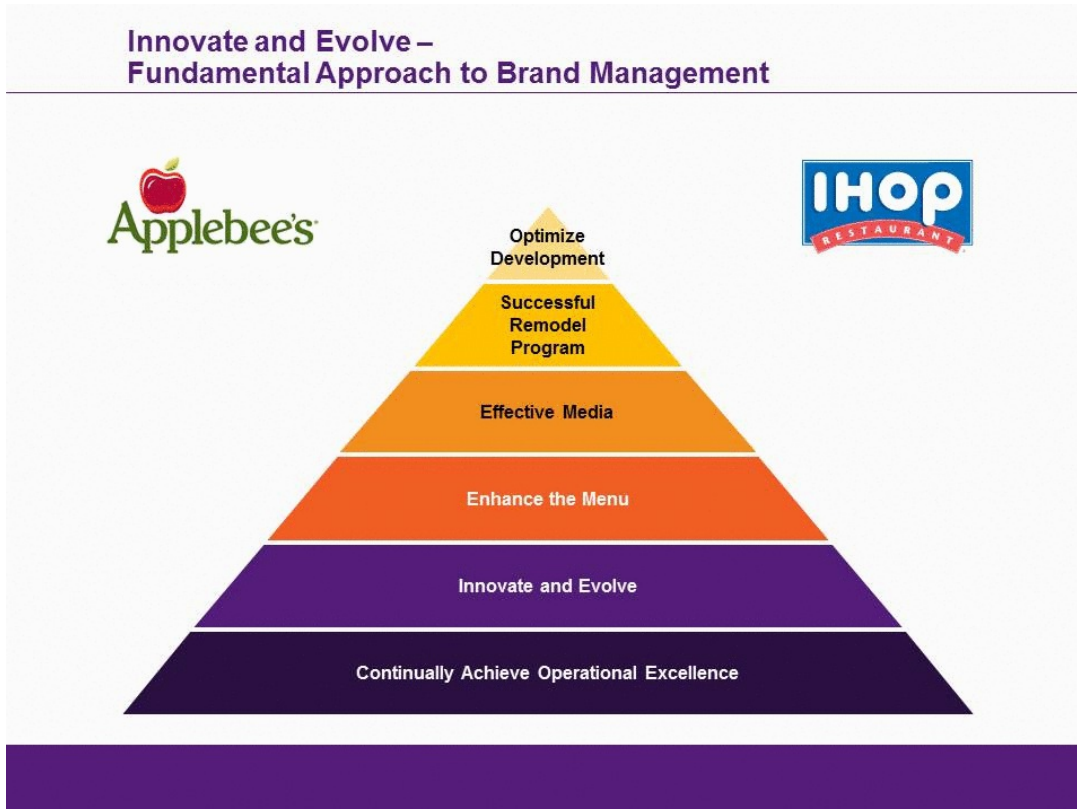 Innovate and Evolve –
Fundamental Approach to Brand Management
Applebee's
IHOP
RESTAURANT
Optimize
Development
Successful
Remodel
Program
Effective Media
Enhance the Menu
Innovate and Evolve
Continually Achieve Operational Excellence